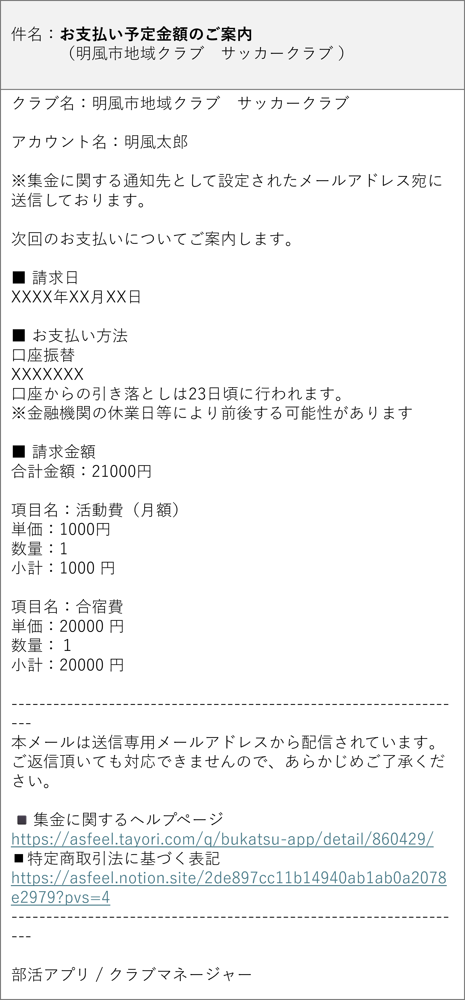 件名：お支払い予定金額のご案内
（明風市地域クラブ　サッカークラブ ）
クラブ名：明風市地域クラブ　サッカークラブ
アカウント名：明風太郎
※集金に関する通知先として設定されたメールアドレス宛に
送信しております。
次回のお支払いについてご案内します。
■ 請求日
XXXX年XX月XX日
■ お支払い方法
口座振替
XXXXXXX
口座からの引き落としは23日頃に行われます。
※金融機関の休業日等により前後する可能性があります
■ 請求金額
合計金額：21000円
項目名：活動費（月額）
単価：1000円
数量：1
小計：1000 円
項目名：合宿費
単価：20000 円
数量： 1
小計：20000 円
----------------------------------------------------------------
---
本メールは送信専用メールアドレスから配信されています。
ご返信頂いても対応できませんので、あらかじめご了承くだ
さい。
◾ 集金に関するヘルプページ
https://asfeel.tayori.com/q/bukatsu-app/detail/860429/
■特定商取引法に基づく表記
https://asfeel.notion.site/2de897cc11b14940ab1ab0a2078
e2979?pvs=4
----------------------------------------------------------------
---
部活アプリ / クラブマネージャー